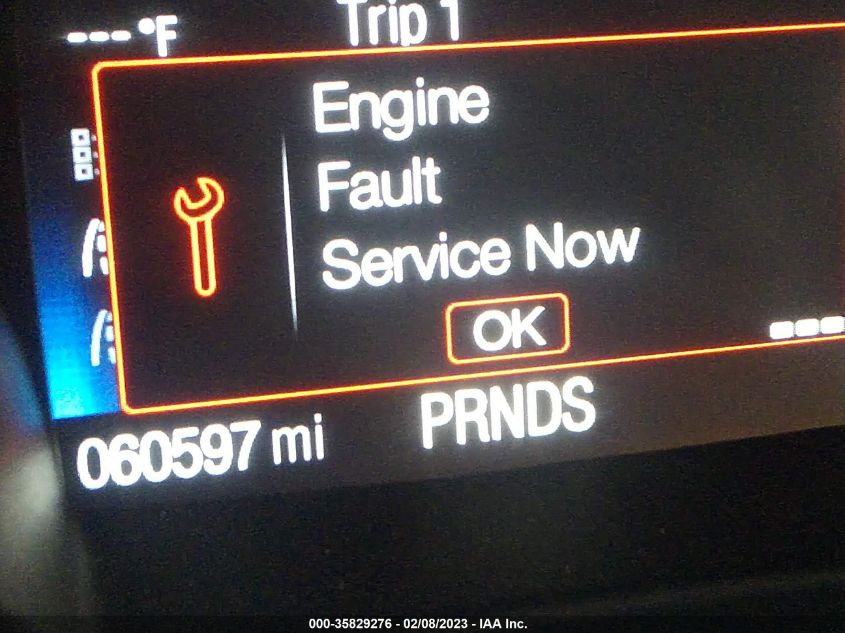 ---°F
Trip 1
Engine
Fault
Service Now
OK
---
060597 mi
PRNDS
000-35829276 - 02/08/2023 - IAA Inc.